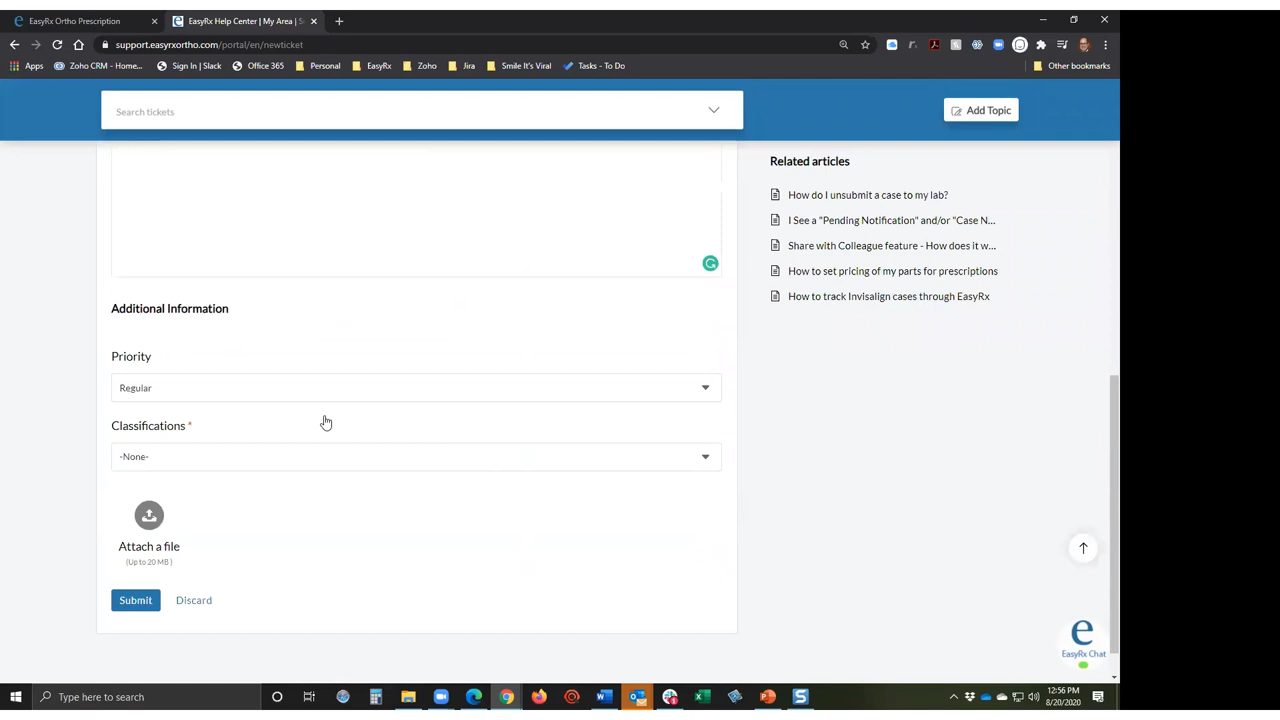 EasyRx Ortho Prescription
EasyRx Help Center | My Area | S
support.easyrxortho.com/portal/en/newticket
Apps
Zoho CRM - Home...
Sign In | Slack
Office 365
Personal
EasyRx
Zoho
Jira
Smile It's Viral
Tasks - To Do
Other bookmarks
Search tickets
Add Topic
Related articles
How do I unsubmit a case to my lab?
I See a "Pending Notification" and/or "Case N...
Share with Colleague feature - How does it w...
How to set pricing of my parts for prescriptions
How to track Invisalign cases through EasyRx
Additional Information
Priority
Regular
Classifications *
-None-
Attach a file
(Up to 20 MB )
Submit
Discard
e
EasyRx Chat
Type here to search
12:56 PM
8/20/2020